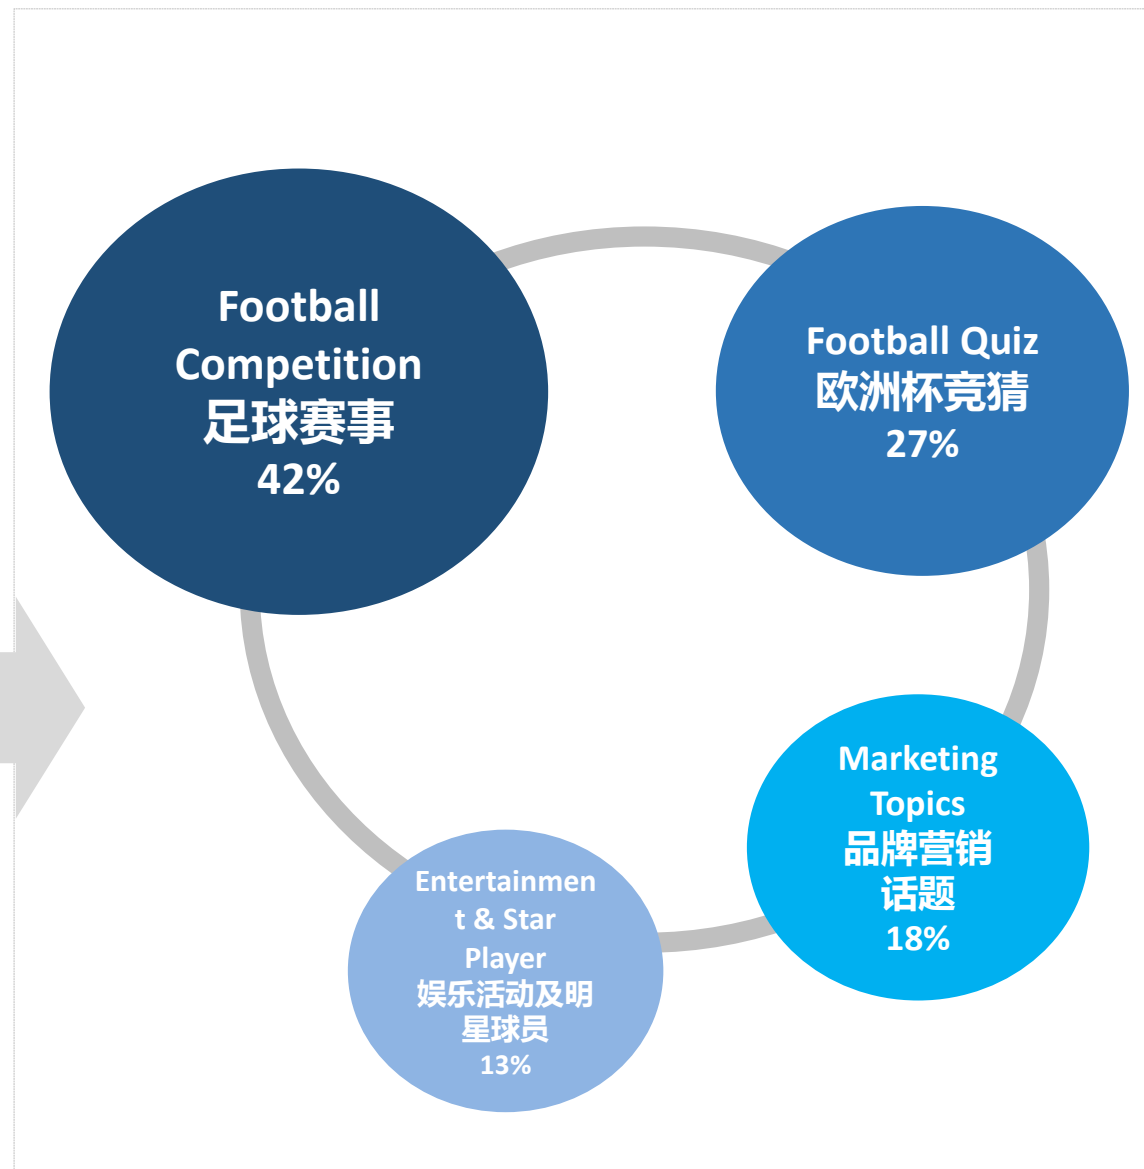 Football
Competition
足球赛事
42%
Football Quiz
欧洲杯竞猜
27%
Marketing
Topics
品牌营销
话题
18%
Entertainmen
t & Star
Player
娱乐活动及明
星球员
13%